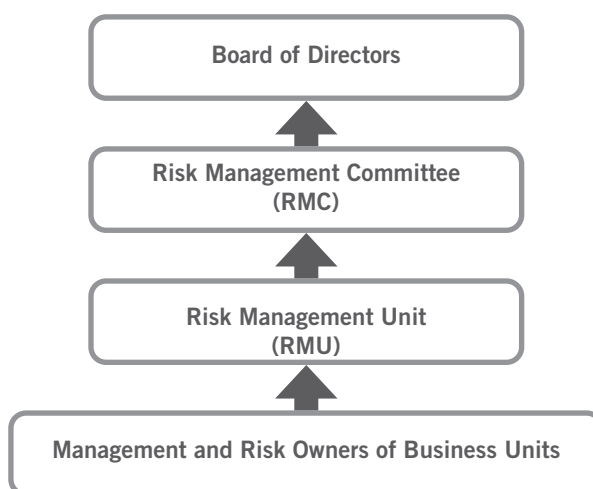 Board of Directors
Risk Management Committee
(RMC)
Risk Management Unit
(RMU)
Management and Risk Owners of Business Units